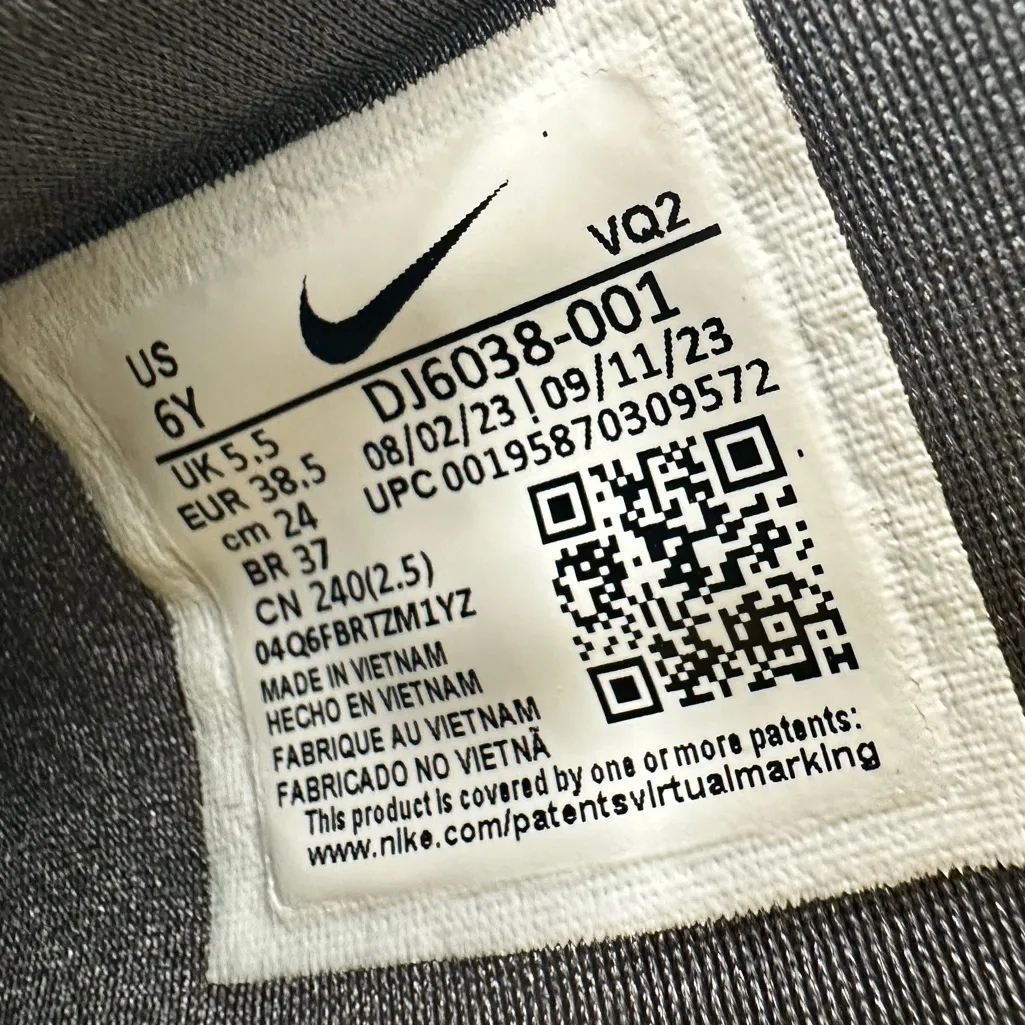 VQ2
US
6Y
DJ6038-001
08/02/23 | 09/11/23
UPC 00195870309572
UK 5.5
EUR 38.5
cm 24
BR 37
CN 240(2.5)
04Q6FBRTZM1YZ
MADE IN VIETNAM
HECHO EN VIETNAM
FABRIQUE AU VIETNAM
FABRICADO NO VIETNÃ
This product is covered by one or more patents:
www.nike.com/patentsvirtualmarking